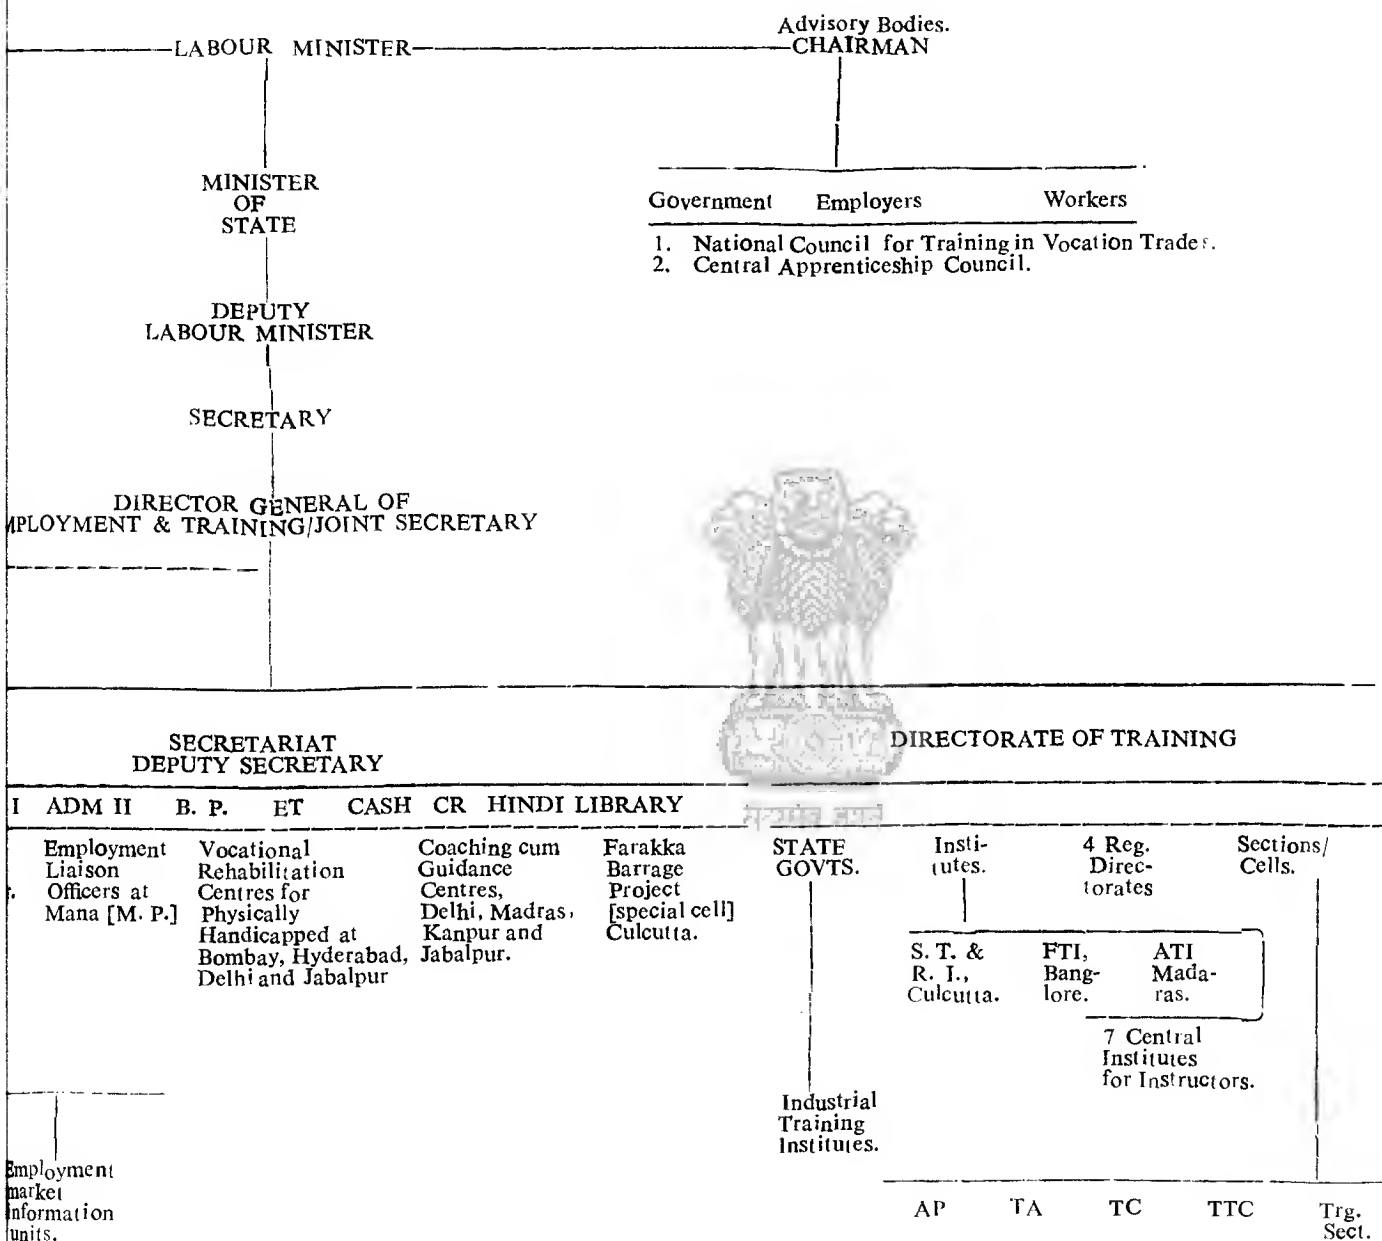 Advisory Bodies.
LABOUR MINISTER
CHAIRMAN
MINISTER
OF
STATE
Government Employers Workers
1. National Council for Training in Vocation Trades.
2. Central Apprenticeship Council.
DEPUTY
LABOUR MINISTER
SECRETARY
DIRECTOR GENERAL OF
MPLOYMENT & TRAINING/JOINT SECRETARY
SECRETARIAT
DEPUTY SECRETARY
DIRECTORATE OF TRAINING
I ADM II B. P. ET CASH CR HINDI LIBRARY
Employment
Liaison
Officers at
Mana [M. P.]
Vocational
Rehabilitation
Centres for
Physically
Handicapped at
Bombay, Hyderabad,
Delhi and Jabalpur
Coaching cum
Guidance
Centres,
Delhi, Madras,
Kanpur and
Jabalpur.
Farakka
Barrage
Project
[special cell]
Culcutta.
STATE
GOVTS.
Insti-
tutes.
4 Reg.
Direc-
torates
Sections/
Cells.
S. T. &
R. I.,
Culcutta.
FTI,
Bang-
lore.
ATI
Mada-
ras.
7 Central
Institutes
for Instructors.
Industrial
Training
Institutes.
Employment
market
information
units.
AP TA TC TTC Trg.
Sect.